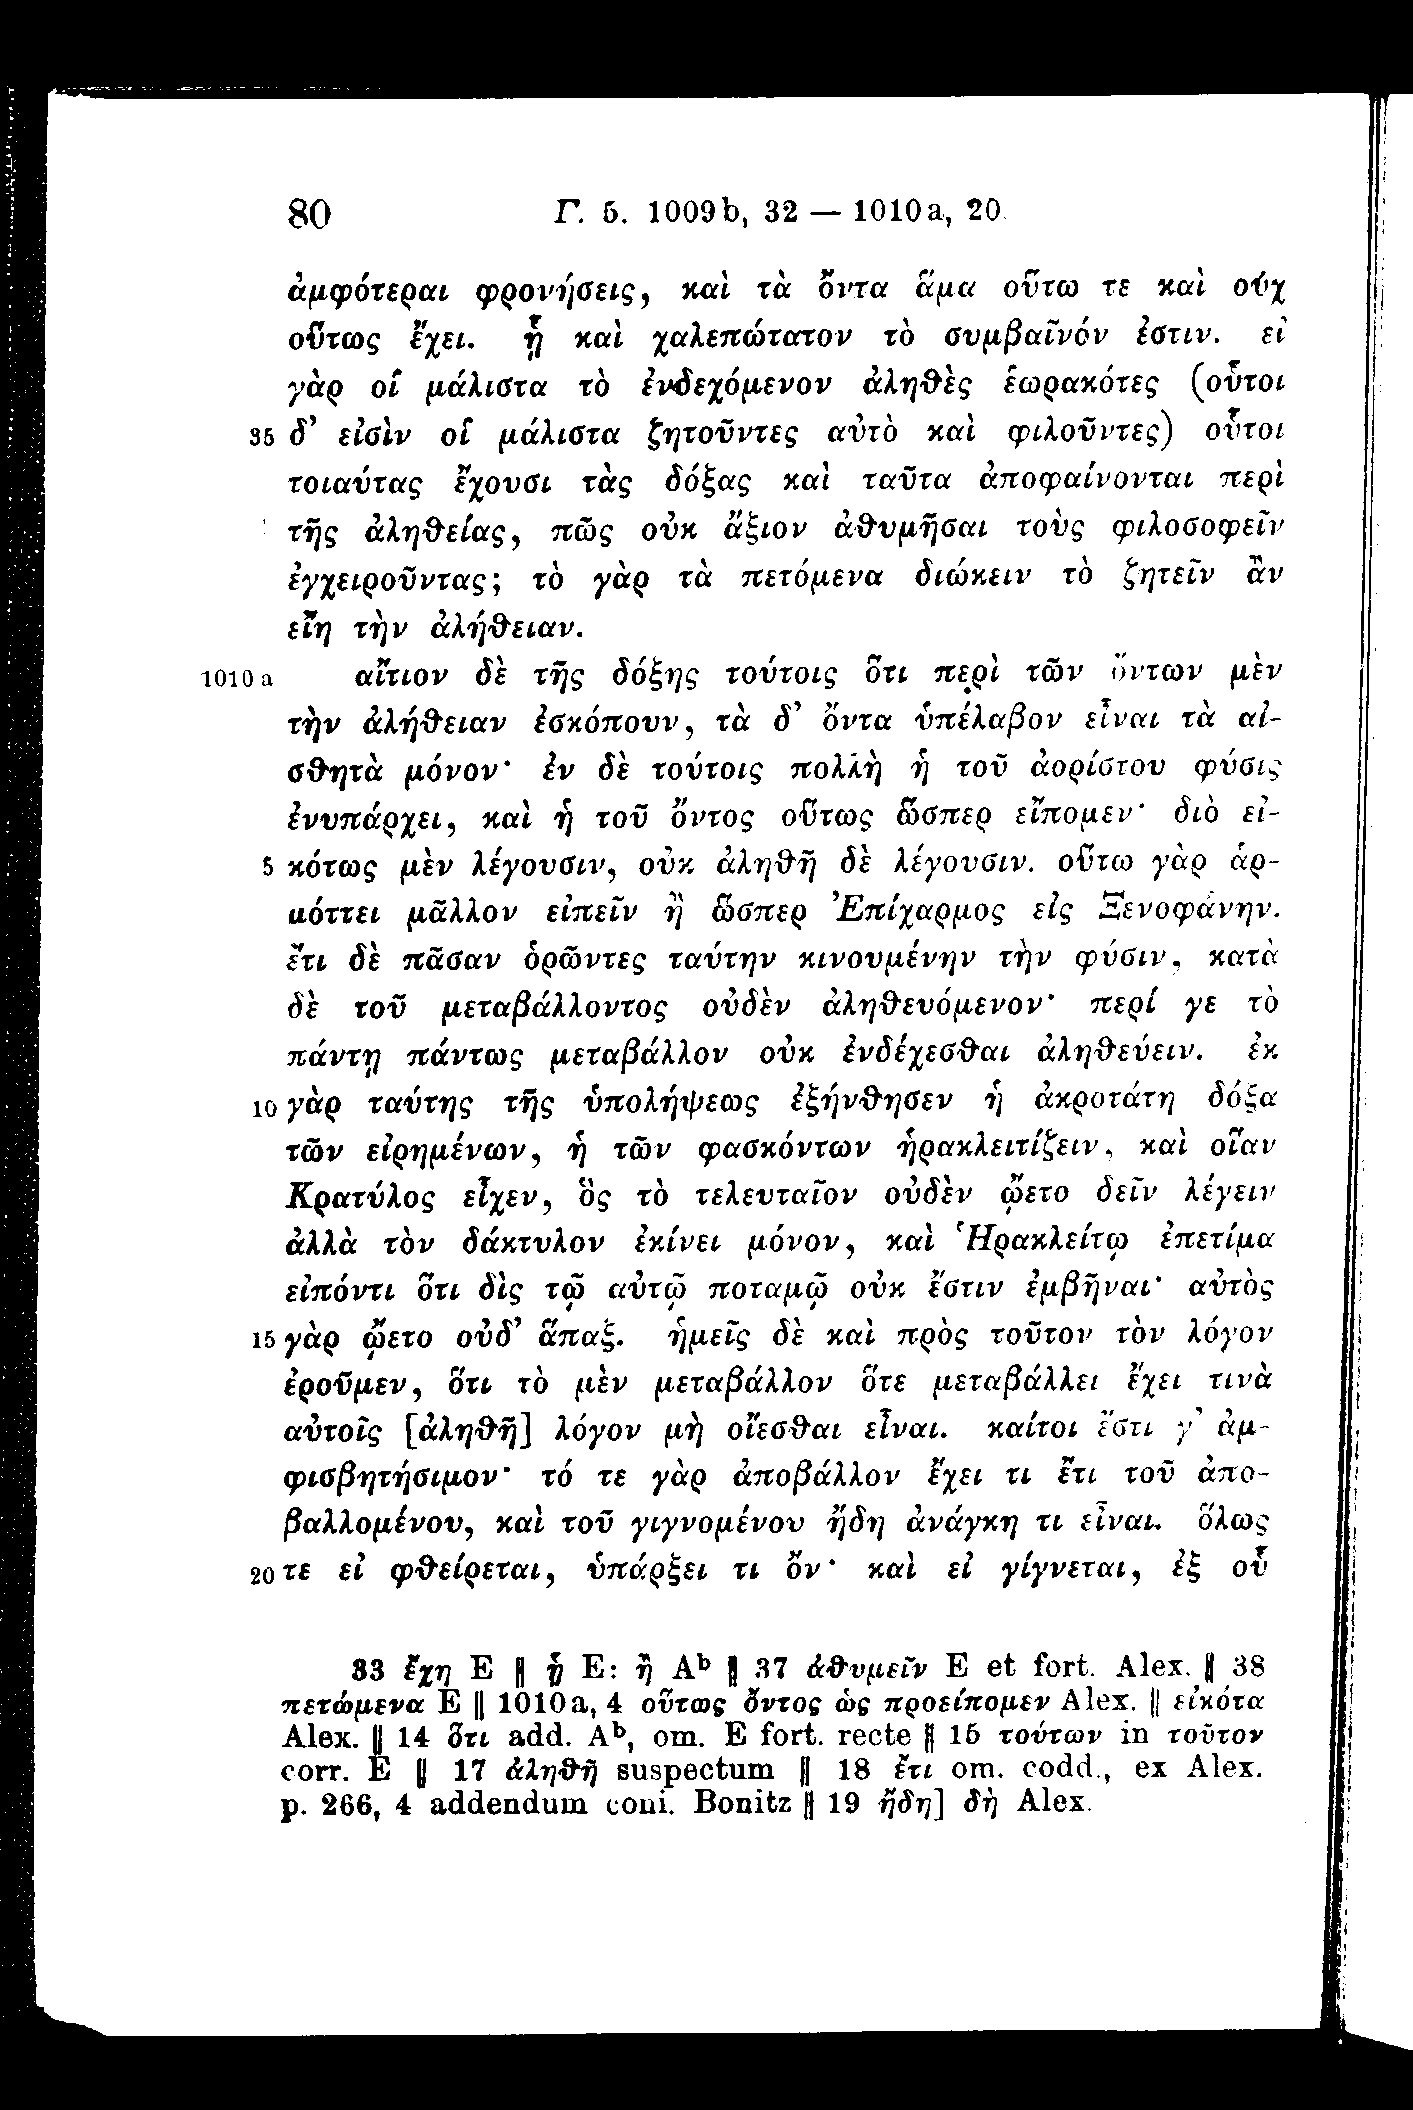 80 Γ. 5. 1009b, 32 — 1010a, 20
ἀμφότεραι φρονήσεις, καὶ τὰ ὄντα ἅμα οὕτω τε καὶ οὐχ
οὕτως ἔχει. ᾗ καὶ χαλεπώτατον τὸ συμβαῖνόν ἐστιν. εἰ
γὰρ οἱ μάλιστα τὸ ἐνδεχόμενον ἀληθὲς ἑωρακότες (οὗτοι
35 δ’ εἰσὶν οἱ μάλιστα ζητοῦντες αὐτὸ καὶ φιλοῦντες) οὗτοι
τοιαύτας ἔχουσι τὰς δόξας καὶ ταῦτα ἀποφαίνονται περὶ
τῆς ἀληθείας, πῶς οὐκ ἄξιον ἀθυμῆσαι τοὺς φιλοσοφεῖν
ἐγχειροῦντας; τὸ γὰρ τὰ πετόμενα διώκειν τὸ ζητεῖν ἂν
εἴη τὴν ἀλήθειαν.
1010 a αἴτιον δὲ τῆς δόξης τούτοις ὅτι περὶ τῶν ὄντων μὲν
τὴν ἀλήθειαν ἐσκόπουν, τὰ δ’ ὄντα ὑπέλαβον εἶναι τὰ αἰ-
σθητὰ μόνον· ἐν δὲ τούτοις πολλὴ ἡ τοῦ ἀορίστου φύσις
ἐνυπάρχει, καὶ ἡ τοῦ ὄντος οὕτως ὥσπερ εἴπομεν· διὸ εἰ-
5 κότως μὲν λέγουσιν, οὐκ ἀληθῆ δὲ λέγουσιν. οὕτω γὰρ ἁρ-
μόττει μᾶλλον εἰπεῖν ἢ ὥσπερ Ἐπίχαρμος εἰς Ξενοφάνην.
ἔτι δὲ πᾶσαν ὁρῶντες ταύτην κινουμένην τὴν φύσιν, κατὰ
δὲ τοῦ μεταβάλλοντος οὐδὲν ἀληθευόμενον· περί γε τὸ
πάντῃ πάντως μεταβάλλον οὐκ ἐνδέχεσθαι ἀληθεύειν. ἐκ
10 γὰρ ταύτης τῆς ὑπολήψεως ἐξήνθησεν ἡ ἀκροτάτη δόξα
τῶν εἰρημένων, ἡ τῶν φασκόντων ἡρακλειτίζειν, καὶ οἵαν
Κρατύλος εἶχεν, ὃς τὸ τελευταῖον οὐδὲν ᾤετο δεῖν λέγειν
ἀλλὰ τὸν δάκτυλον ἐκίνει μόνον, καὶ Ἡρακλείτῳ ἐπετίμα
εἰπόντι ὅτι δὶς τῷ αὐτῷ ποταμῷ οὐκ ἔστιν ἐμβῆναι· αὐτὸς
15 γὰρ ᾤετο οὐδ’ ἅπαξ. ἡμεῖς δὲ καὶ πρὸς τοῦτον τὸν λόγον
ἐροῦμεν, ὅτι τὸ μὲν μεταβάλλον ὅτε μεταβάλλει ἔχει τινὰ
αὐτοῖς [ἀληθῆ] λόγον μὴ οἴεσθαι εἶναι. καίτοι ἔστι γ’ ἀμ-
φισβητήσιμον· τό τε γὰρ ἀποβάλλον ἔχει τι ἔτι τοῦ ἀπο-
βαλλομένου, καὶ τοῦ γιγνομένου ἤδη ἀνάγκη τι εἶναι. ὅλως
20 τε εἰ φθείρεται, ὑπάρξει τι ὄν· καὶ εἰ γίγνεται, ἐξ οὗ
33 ἔχῃ E || ᾗ E: ἢ Aᵇ || 37 ἀθυμεῖν E et fort. Alex. || 38
πετώμενα E || 1010a, 4 οὕτως ὄντος ὡς προείπομεν Alex. || εἰκότα
Alex. || 14 ὅτι add. Aᵇ, om. E fort. recte || 15 τούτων in τοῦτον
corr. E || 17 ἀληθῆ suspectum || 18 ἔτι om. codd., ex Alex.
p. 266, 4 addendum coni. Bonitz || 19 ἤδη] δὴ Alex.